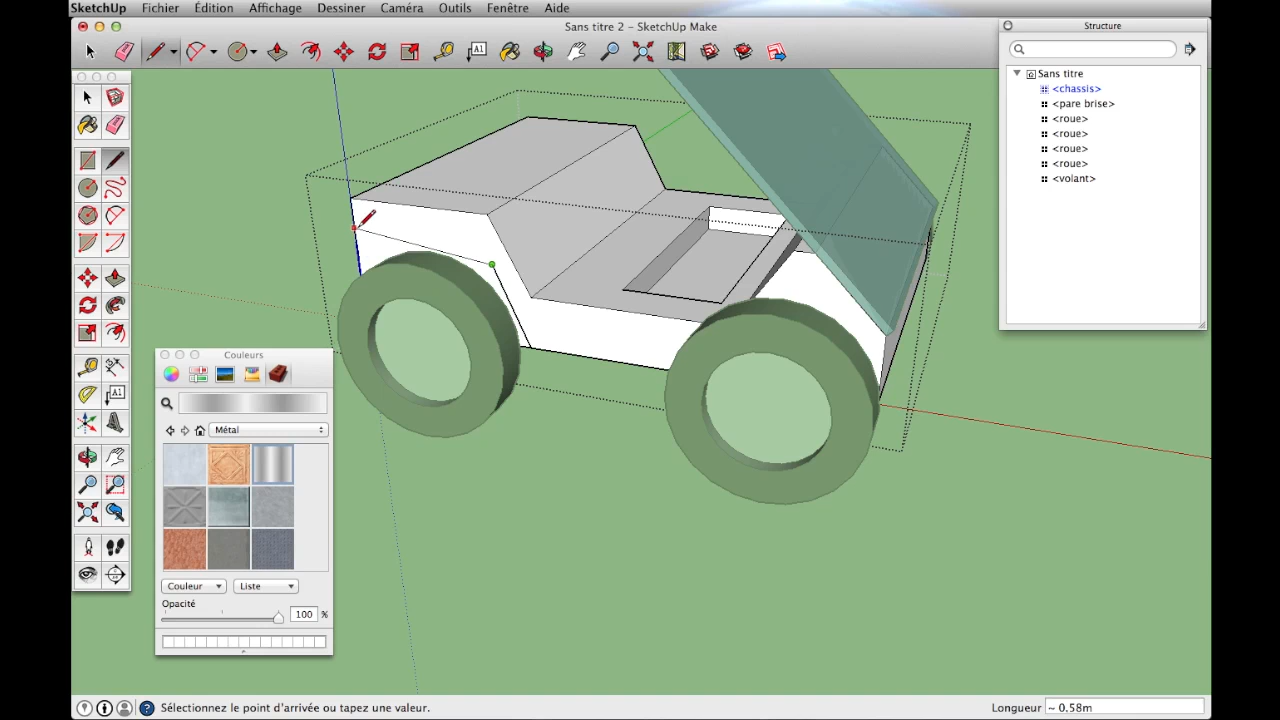 SketchUp Fichier Édition Affichage Dessiner Caméra Outils Fenêtre Aide
Sans titre 2 – SketchUp Make
Structure
A1
Sans titre
<chassis>
<pare brise>
<roue>
<roue>
<roue>
<roue>
<volant>
A1
Couleurs
Métal
Couleur Liste
Opacité
100 %
Sélectionnez le point d'arrivée ou tapez une valeur.
Longueur ~ 0.58m